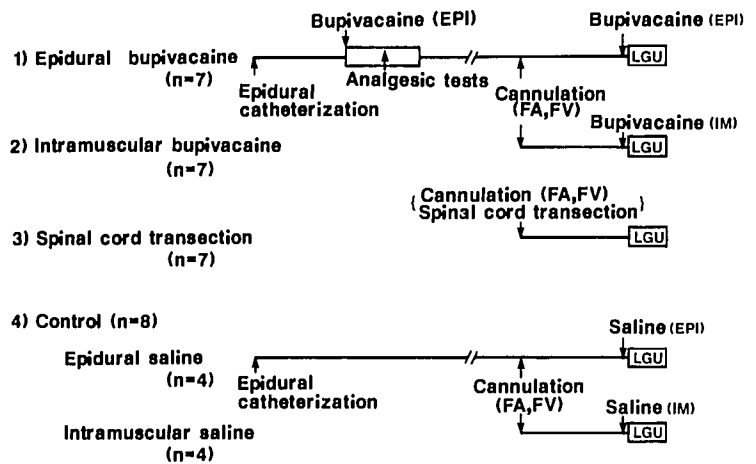 Bupivacaine (EPI)
Bupivacaine (EPI)
1) Epidural bupivacaine
(n=7)
LGU
Analgesic tests
Epidural
catheterization
Cannulation
(FA,FV)
Bupivacaine (IM)
2) Intramuscular bupivacaine
(n=7)
LGU
{Cannulation (FA,FV)
Spinal cord transection}
3) Spinal cord transection
(n=7)
LGU
4) Control (n=8)
Saline (EPI)
Epidural saline
(n=4)
LGU
Epidural
catheterization
Cannulation
(FA,FV)
Saline (IM)
Intramuscular saline
(n=4)
LGU